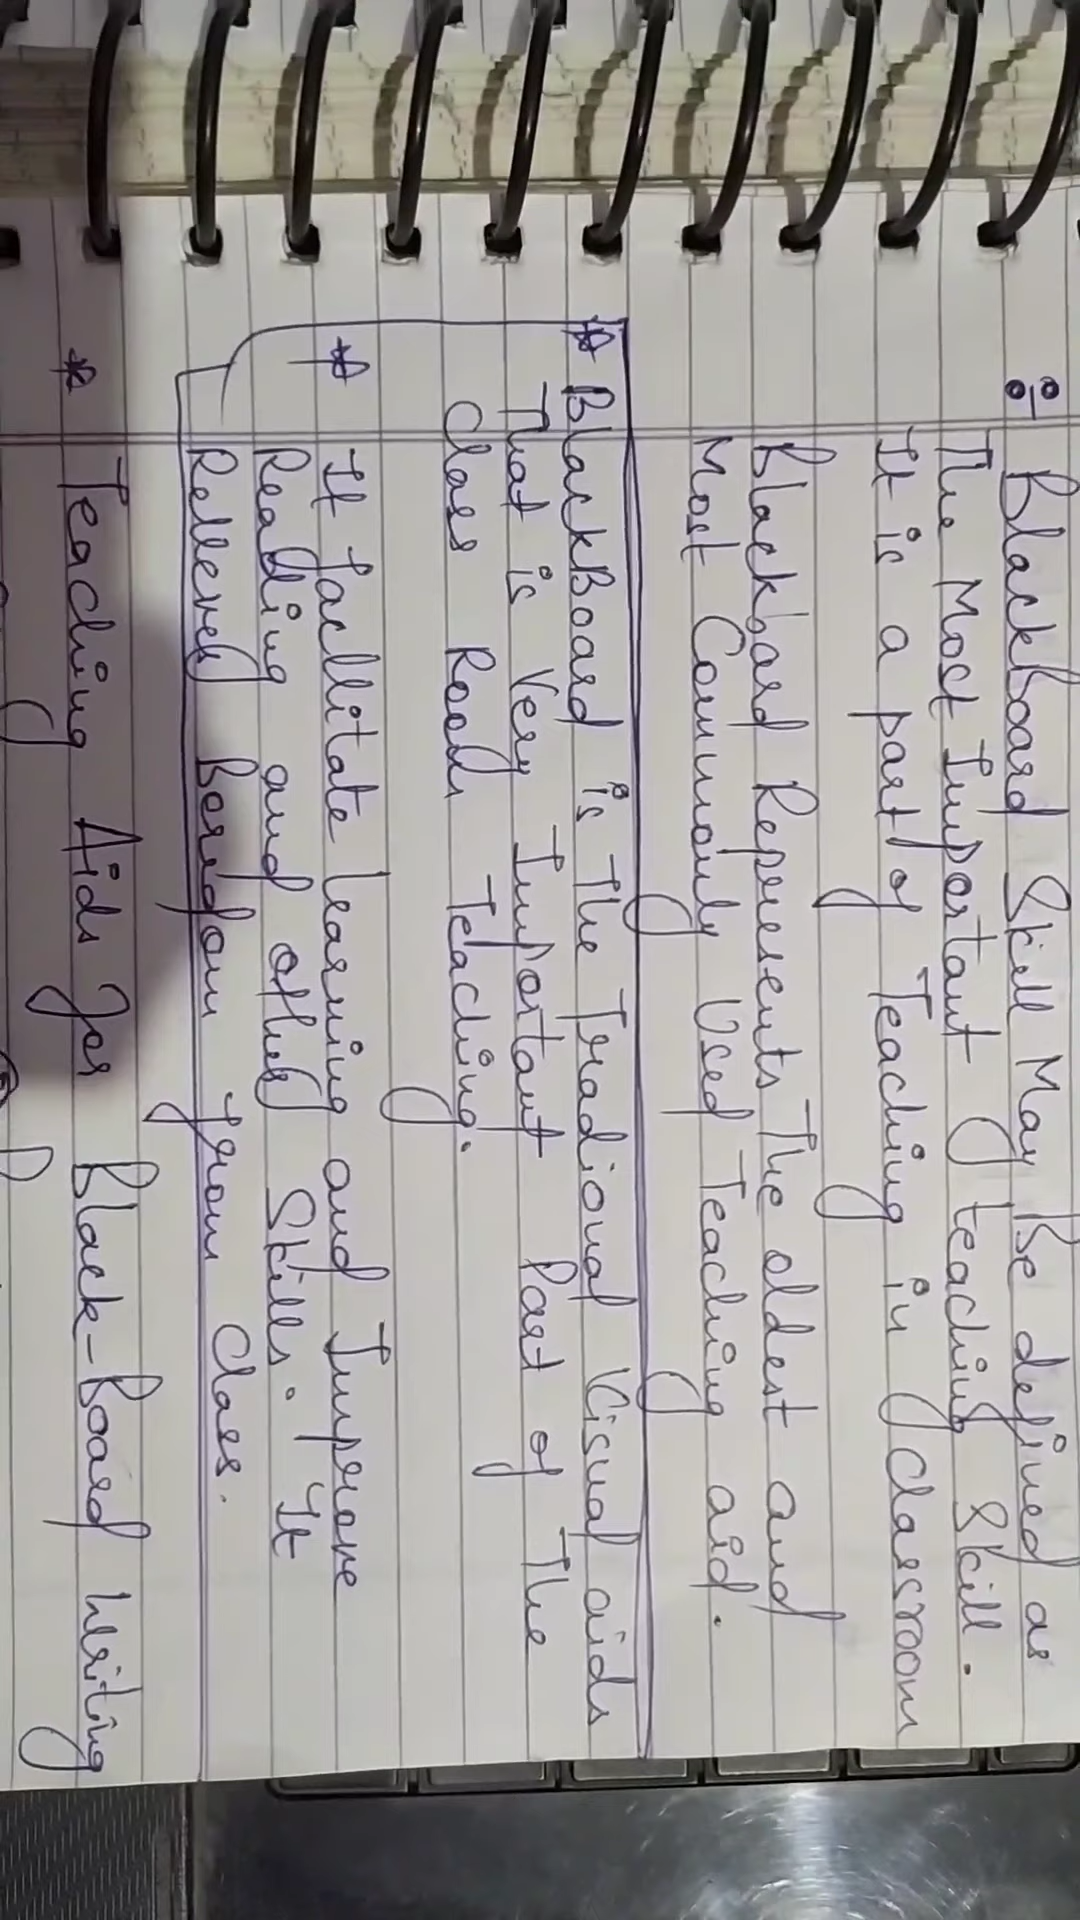 :- BlackBoard Skill May Be defined as
The Most Important teaching Skill.
It is a part of Teaching in classroom
Blackbard Represents The oldest and
Most Commonly Used Teaching aid.
* BlackBoard is The Tradional Visual aids
That is Very Important Part of The
Class Room Teaching.
* It facilitate learning and Improve
Reading and other Skills. It
from class.
* Teaching Aids for Black-Board Writing